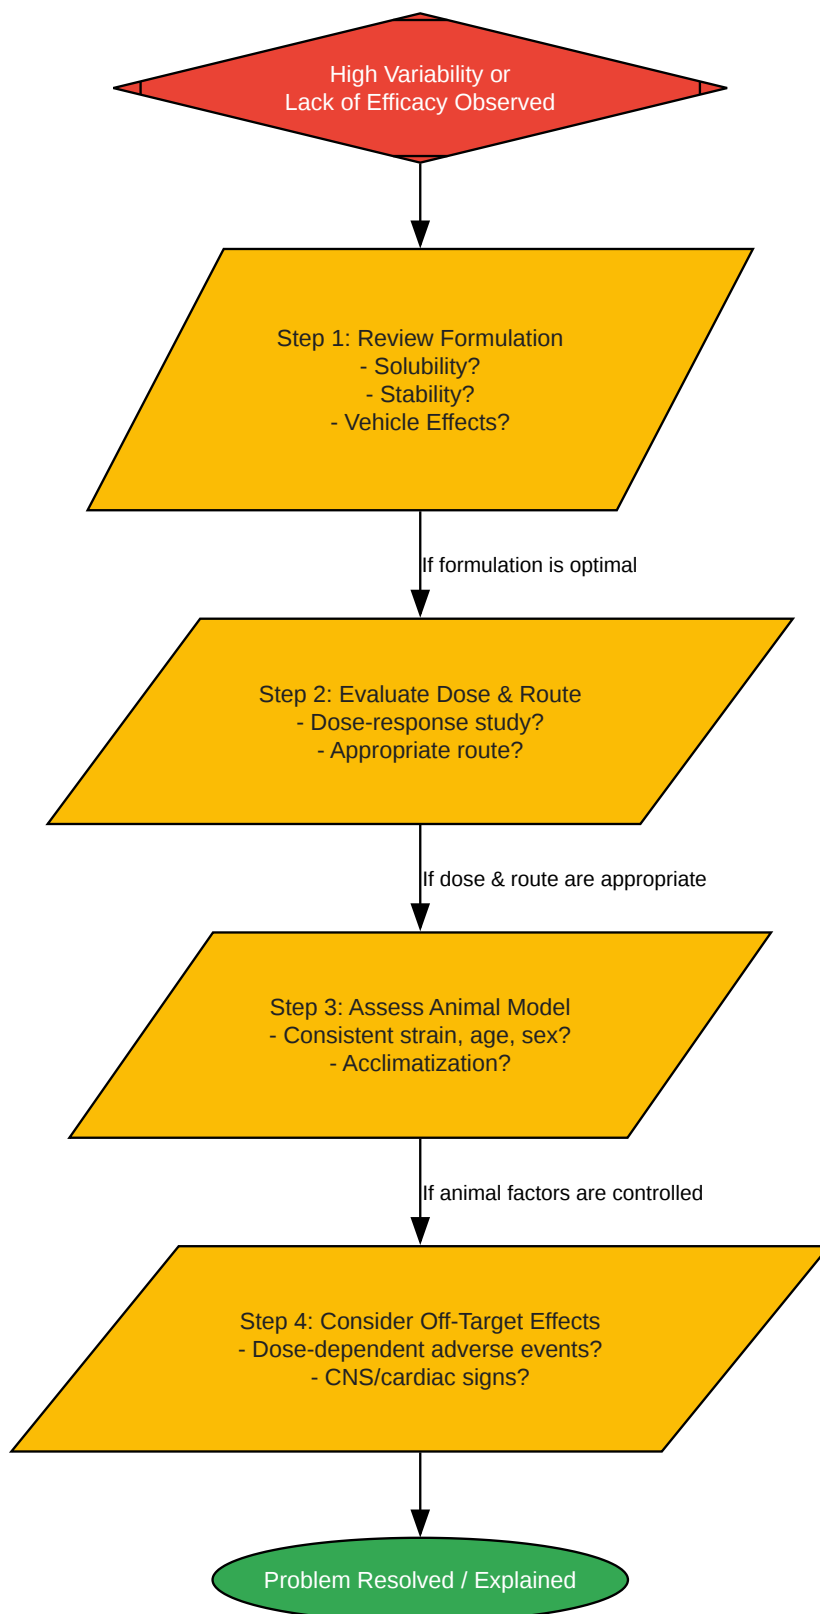 High Variability or
Lack of Efficacy Observed
Step 1: Review Formulation
- Solubility?
- Stability?
- Vehicle Effects?
If formulation is optimal
Step 2: Evaluate Dose & Route
- Dose-response study?
- Appropriate route?
If dose & route are appropriate
Step 3: Assess Animal Model
- Consistent strain, age, sex?
- Acclimatization?
If animal factors are controlled
Step 4: Consider Off-Target Effects
- Dose-dependent adverse events?
- CNS/cardiac signs?
Problem Resolved / Explained